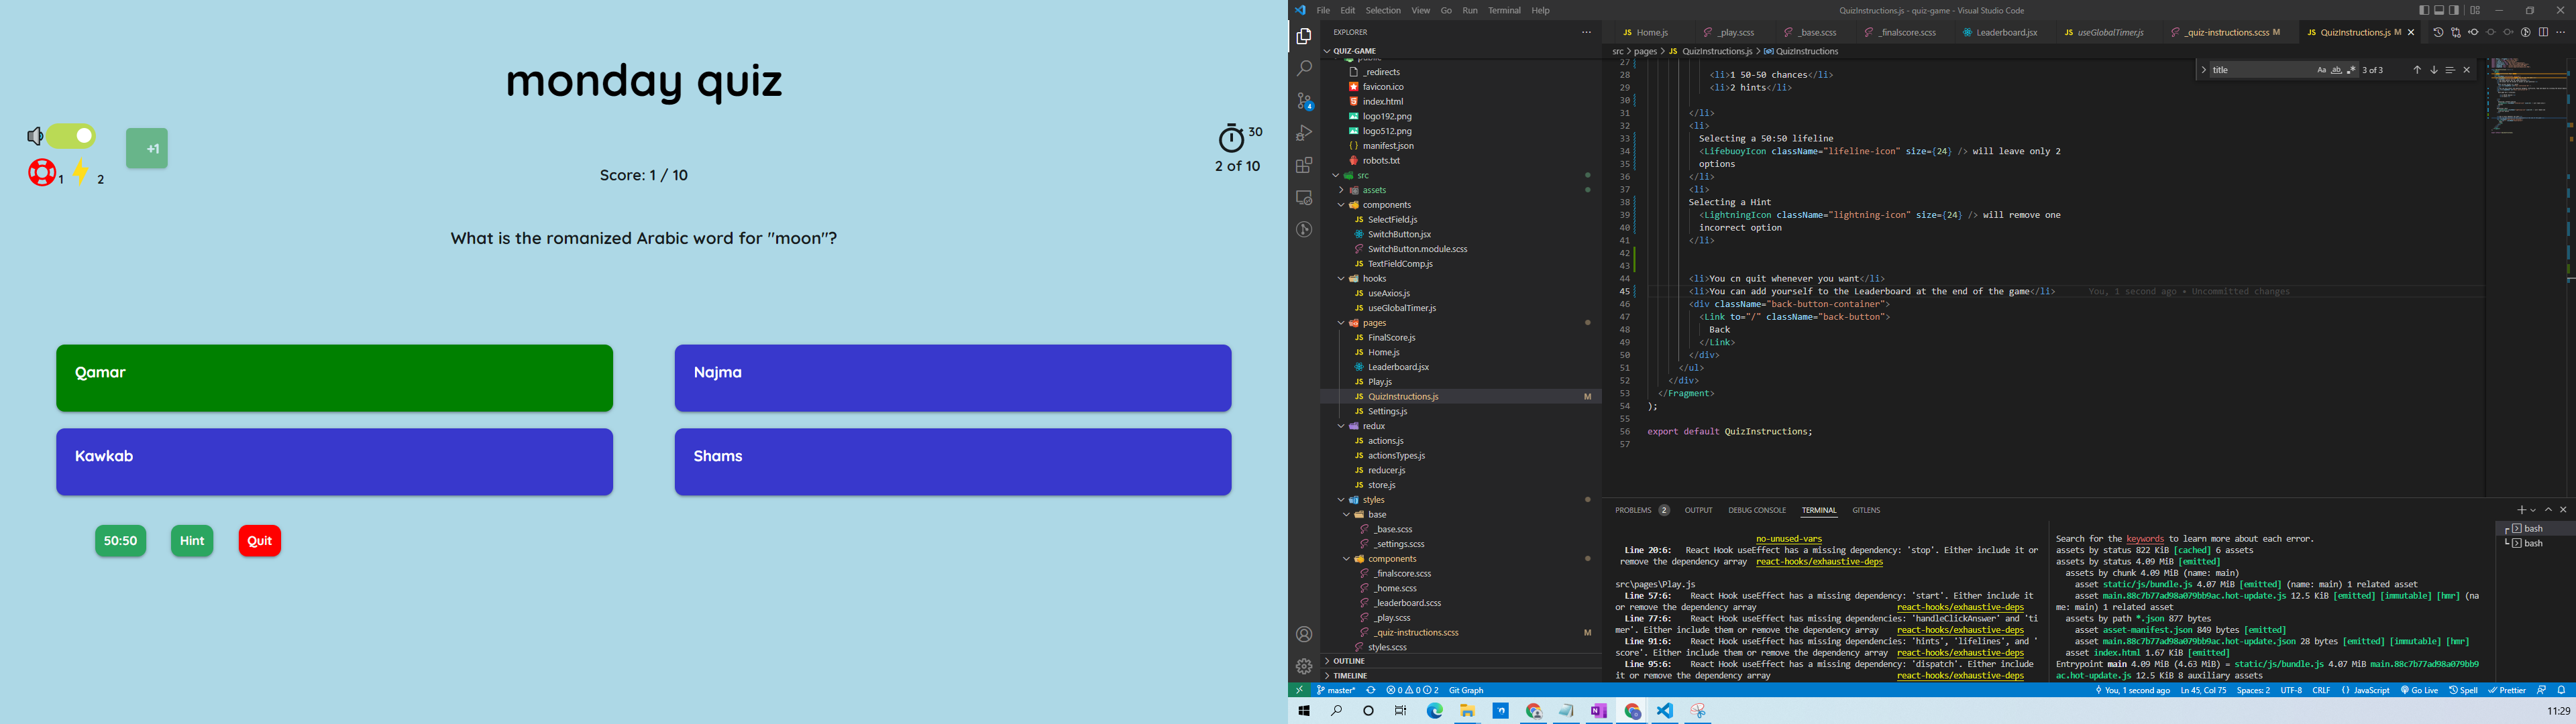 monday quiz
+1
1
2
30
2 of 10
Score: 1 / 10
What is the romanized Arabic word for "moon"?
Qamar
Najma
Kawkab
Shams
50:50
Hint
Quit
File Edit Selection View Go Run Terminal Help
QuizInstructions.js - quiz-game - Visual Studio Code
EXPLORER
QUIZ-GAME
public
_redirects
favicon.ico
index.html
logo192.png
logo512.png
manifest.json
robots.txt
src
assets
components
SelectField.js
SwitchButton.jsx
SwitchButton.module.scss
TextFieldComp.js
hooks
useAxios.js
useGlobalTimer.js
pages
FinalScore.js
Home.js
Leaderboard.jsx
Play.js
QuizInstructions.js M
Settings.js
redux
actions.js
actionsTypes.js
reducer.js
store.js
styles
base
_base.scss
_settings.scss
components
_finalscore.scss
_home.scss
_leaderboard.scss
_play.scss
_quiz-instructions.scss M
styles.scss
OUTLINE
TIMELINE
Home.js _play.scss _base.scss _finalscore.scss Leaderboard.jsx useGlobalTimer.js _quiz-instructions.scss M QuizInstructions.js M
src > pages > JS QuizInstructions.js > QuizInstructions
title Aa ab .* 3 of 3
27
28 <li>1 50-50 chances</li>
29 <li>2 hints</li>
30
31 </li>
32 <li>
33 Selecting a 50:50 lifeline
34 <LifebuoyIcon className="lifeline-icon" size={24} /> will leave only 2
35 options
36 </li>
37 <li>
38 Selecting a Hint
39 <LightningIcon className="lightning-icon" size={24} /> will remove one
40 incorrect option
41 </li>
42
43
44 <li>You cn quit whenever you want</li>
45 <li>You can add yourself to the Leaderboard at the end of the game</li> You, 1 second ago • Uncommitted changes
46 <div className="back-button-container">
47 <Link to="/" className="back-button">
48 Back
49 </Link>
50 </div>
51 </ul>
52 </div>
53 </Fragment>
54 );
55
56 export default QuizInstructions;
57
PROBLEMS 2 OUTPUT DEBUG CONSOLE TERMINAL GITLENS
no-unused-vars
Line 20:6: React Hook useEffect has a missing dependency: 'stop'. Either include it or
remove the dependency array react-hooks/exhaustive-deps
src\pages\Play.js
Line 57:6: React Hook useEffect has a missing dependency: 'start'. Either include it
or remove the dependency array react-hooks/exhaustive-deps
Line 77:6: React Hook useEffect has missing dependencies: 'handleClickAnswer' and 'ti
mer'. Either include them or remove the dependency array react-hooks/exhaustive-deps
Line 91:6: React Hook useEffect has missing dependencies: 'hints', 'lifelines', and '
score'. Either include them or remove the dependency array react-hooks/exhaustive-deps
Line 95:6: React Hook useEffect has a missing dependency: 'dispatch'. Either include
it or remove the dependency array react-hooks/exhaustive-deps
Search for the keywords to learn more about each error.
assets by status 822 KiB [cached] 6 assets
assets by status 4.09 MiB [emitted]
assets by chunk 4.09 MiB (name: main)
asset static/js/bundle.js 4.07 MiB [emitted] (name: main) 1 related asset
asset main.88c7b77ad98a079bb9ac.hot-update.js 12.5 KiB [emitted] [immutable] [hmr] (na
me: main) 1 related asset
assets by path *.json 877 bytes
asset asset-manifest.json 849 bytes [emitted]
asset main.88c7b77ad98a079bb9ac.hot-update.json 28 bytes [emitted] [immutable] [hmr]
asset index.html 1.67 KiB [emitted]
Entrypoint main 4.09 MiB (4.63 MiB) = static/js/bundle.js 4.07 MiB main.88c7b77ad98a079bb9
ac.hot-update.js 12.5 KiB 8 auxiliary assets
bash
bash
master* 0 0 2 Git Graph
You, 1 second ago Ln 45, Col 75 Spaces: 2 UTF-8 CRLF {} JavaScript Go Live Spell Prettier
11:29